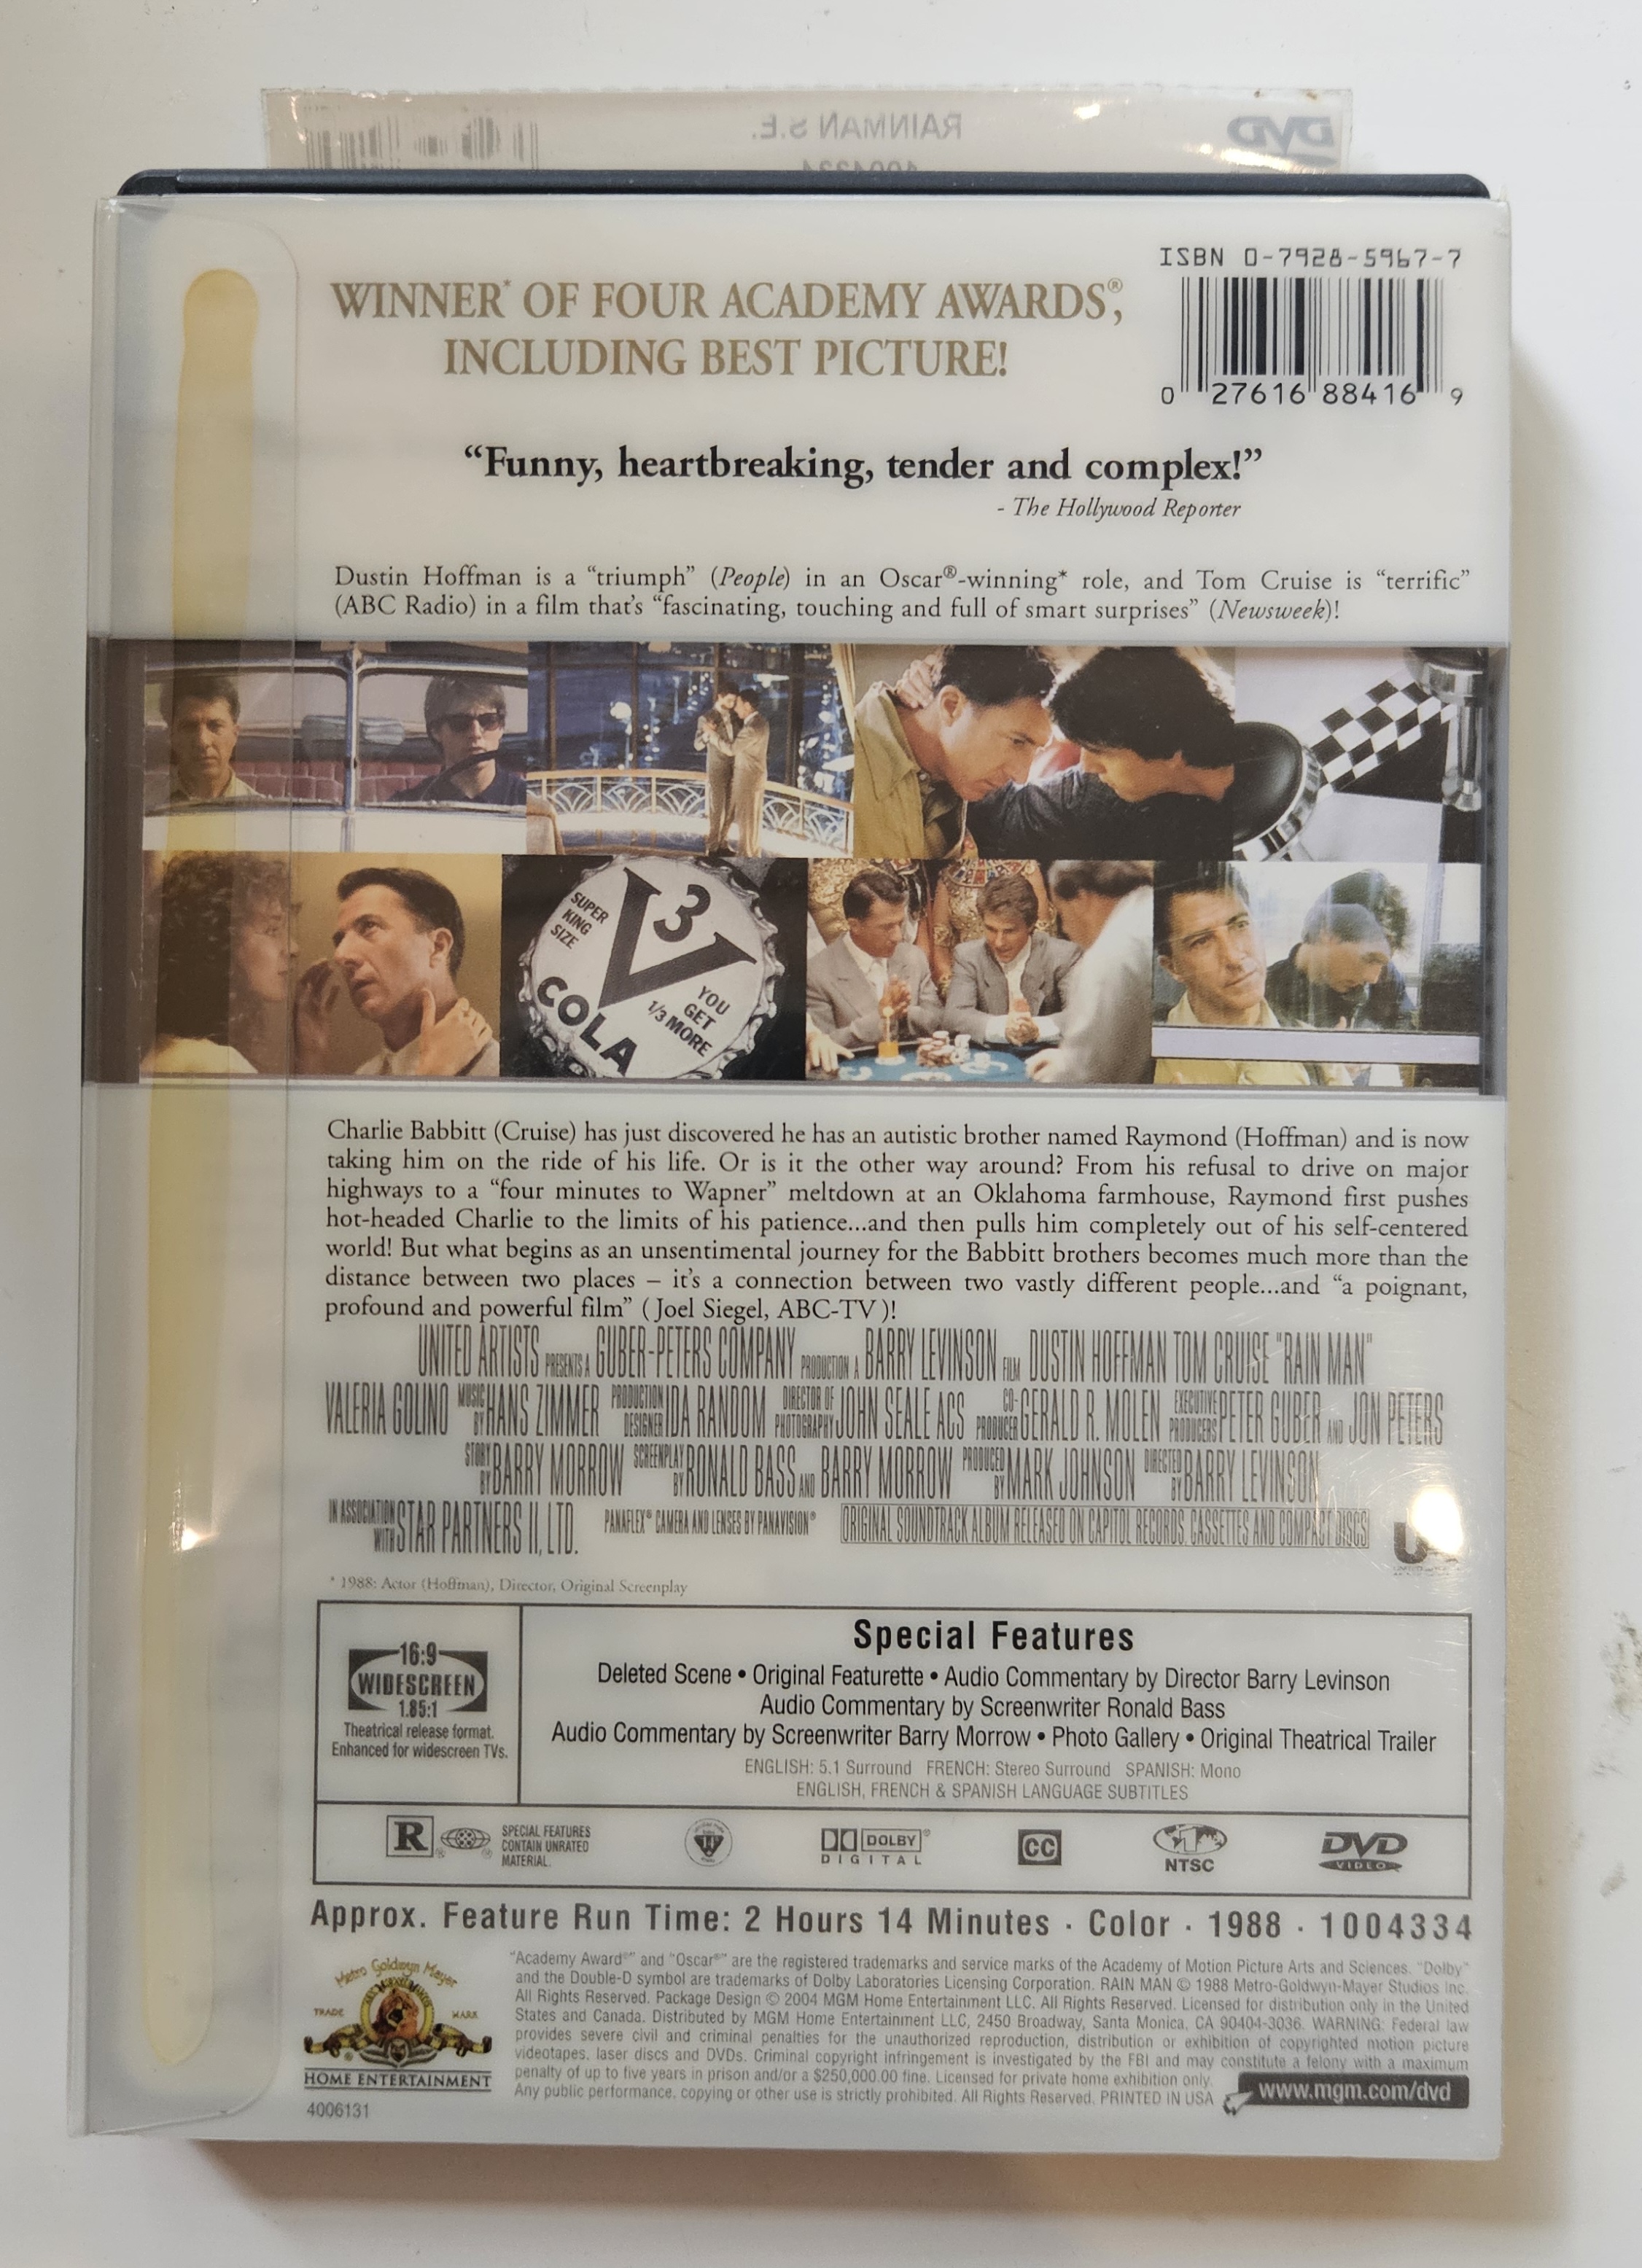 RAINMAN S.E.
DVD
ISBN 0-7928-5967-7
WINNER* OF FOUR ACADEMY AWARDS®,
INCLUDING BEST PICTURE!
0 27616 88416 9
“Funny, heartbreaking, tender and complex!”
- The Hollywood Reporter
Dustin Hoffman is a “triumph” (People) in an Oscar®-winning* role, and Tom Cruise is “terrific”
(ABC Radio) in a film that’s “fascinating, touching and full of smart surprises” (Newsweek)!
SUPER
KING
SIZE
V3
COLA
YOU
GET
1/3 MORE
Charlie Babbitt (Cruise) has just discovered he has an autistic brother named Raymond (Hoffman) and is now
taking him on the ride of his life. Or is it the other way around? From his refusal to drive on major
highways to a “four minutes to Wapner” meltdown at an Oklahoma farmhouse, Raymond first pushes
hot-headed Charlie to the limits of his patience...and then pulls him completely out of his self-centered
world! But what begins as an unsentimental journey for the Babbitt brothers becomes much more than the
distance between two places – it’s a connection between two vastly different people...and “a poignant,
profound and powerful film” (Joel Siegel, ABC-TV)!
UNITED ARTISTS PRESENTS A GUBER-PETERS COMPANY PRODUCTION A BARRY LEVINSON FILM DUSTIN HOFFMAN TOM CRUISE "RAIN MAN"
VALERIA GOLINO MUSIC BY HANS ZIMMER PRODUCTION DESIGNER IDA RANDOM DIRECTOR OF PHOTOGRAPHY JOHN SEALE ACS CO-PRODUCER GERALD R. MOLEN EXECUTIVE PRODUCERS PETER GUBER AND JON PETERS
STORY BY BARRY MORROW SCREENPLAY BY RONALD BASS AND BARRY MORROW PRODUCED BY MARK JOHNSON DIRECTED BY BARRY LEVINSON
IN ASSOCIATION WITH STAR PARTNERS II, LTD. PANAFLEX® CAMERA AND LENSES BY PANAVISION® ORIGINAL SOUNDTRACK ALBUM RELEASED ON CAPITOL RECORDS, CASSETTES AND COMPACT DISCS
* 1988: Actor (Hoffman), Director, Original Screenplay
16:9
WIDESCREEN
1.85:1
Theatrical release format.
Enhanced for widescreen TVs.
Special Features
Deleted Scene • Original Featurette • Audio Commentary by Director Barry Levinson
Audio Commentary by Screenwriter Ronald Bass
Audio Commentary by Screenwriter Barry Morrow • Photo Gallery • Original Theatrical Trailer
ENGLISH: 5.1 Surround FRENCH: Stereo Surround SPANISH: Mono
ENGLISH, FRENCH & SPANISH LANGUAGE SUBTITLES
R
SPECIAL FEATURES
CONTAIN UNRATED
MATERIAL.
14
DOLBY®
DIGITAL
CC
1
NTSC
DVD
VIDEO
Approx. Feature Run Time: 2 Hours 14 Minutes · Color · 1988 · 1004334
Metro Goldwyn Mayer
TRADE MARK
HOME ENTERTAINMENT
4006131
“Academy Award®” and “Oscar®” are the registered trademarks and service marks of the Academy of Motion Picture Arts and Sciences. “Dolby”
and the Double-D symbol are trademarks of Dolby Laboratories Licensing Corporation. RAIN MAN © 1988 Metro-Goldwyn-Mayer Studios Inc.
All Rights Reserved. Package Design © 2004 MGM Home Entertainment LLC. All Rights Reserved. Licensed for distribution only in the United
States and Canada. Distributed by MGM Home Entertainment LLC, 2450 Broadway, Santa Monica, CA 90404-3036. WARNING: Federal law
provides severe civil and criminal penalties for the unauthorized reproduction, distribution or exhibition of copyrighted motion picture
videotapes, laser discs and DVDs. Criminal copyright infringement is investigated by the FBI and may constitute a felony with a maximum
penalty of up to five years in prison and/or a $250,000.00 fine. Licensed for private home exhibition only.
Any public performance, copying or other use is strictly prohibited. All Rights Reserved. PRINTED IN USA
www.mgm.com/dvd